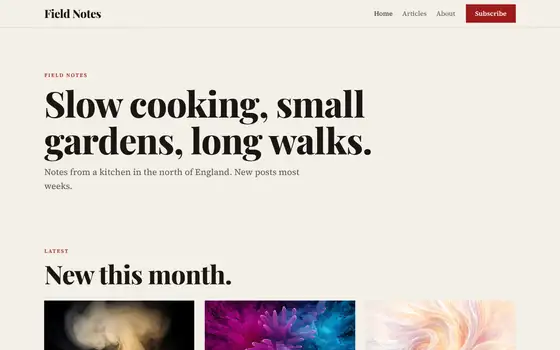 Field Notes
Home Articles About Subscribe
FIELD NOTES
Slow cooking, small
gardens, long walks.
Notes from a kitchen in the north of England. New posts most
weeks.
LATEST
New this month.